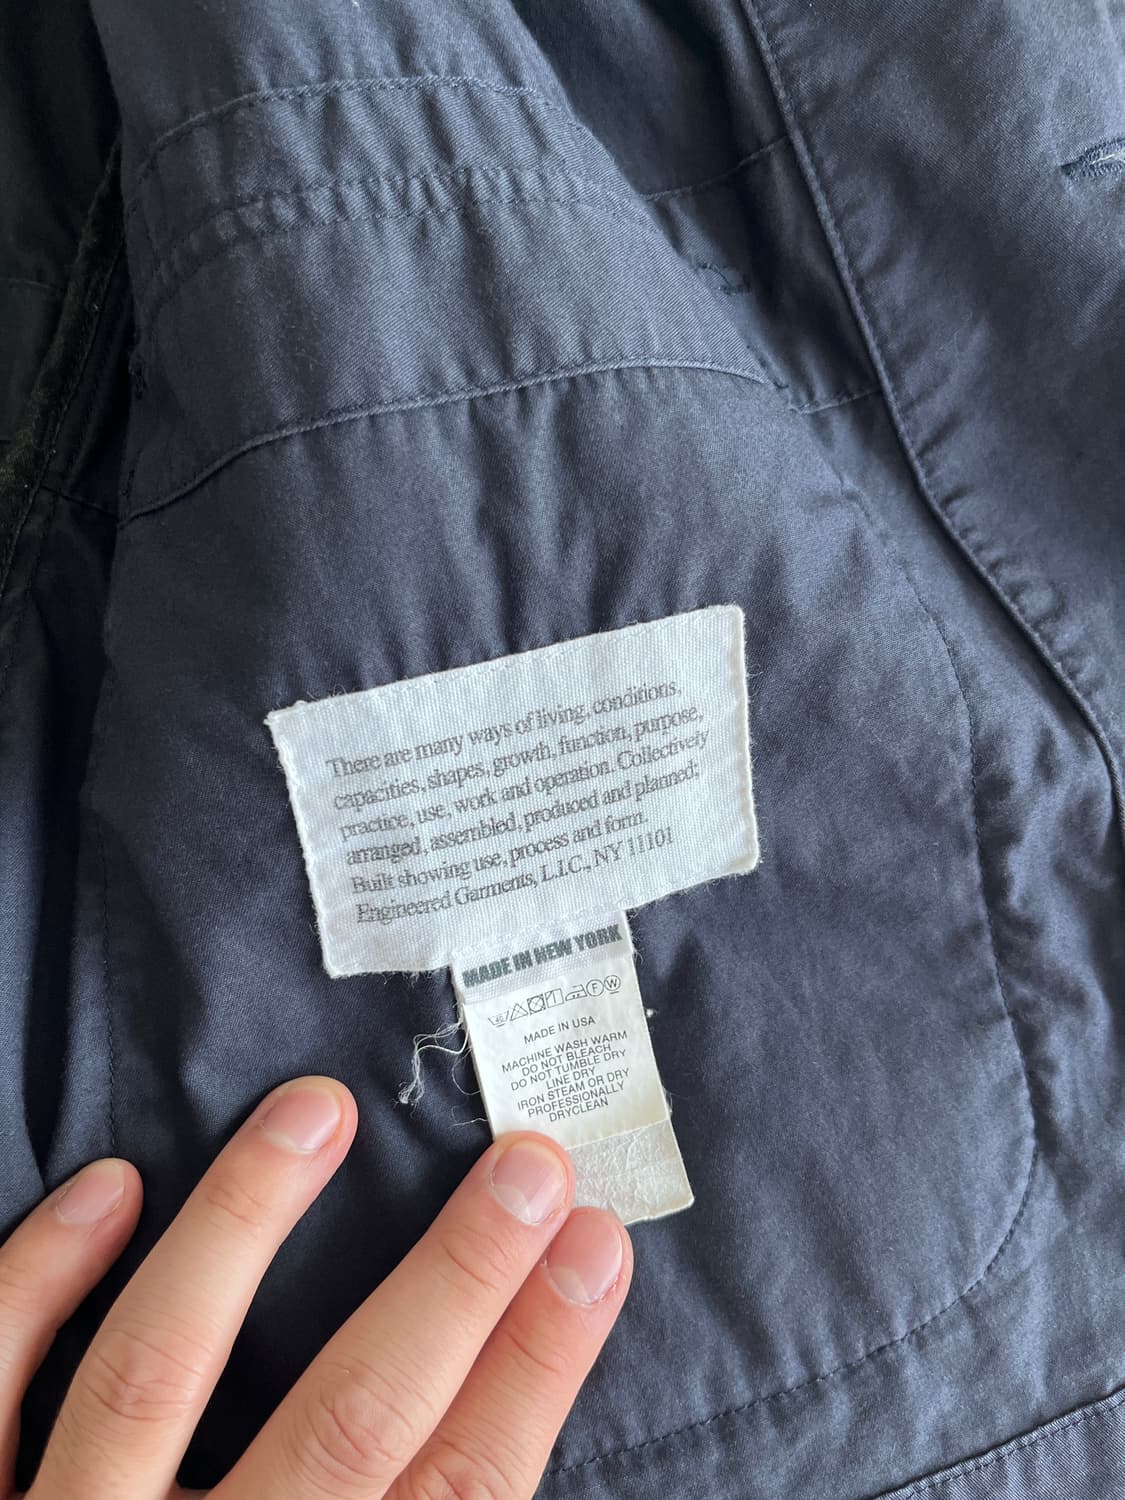 There are many ways of living, conditions,
capacities, shapes, growth, function, purpose,
practice, use, work and operation. Collectively
arranged, assembled, produced and planned;
Built showing use, process and form.
Engineered Garments, L.I.C., NY 11101
MADE IN NEW YORK
F W
MADE IN USA
MACHINE WASH WARM
DO NOT BLEACH
DO NOT TUMBLE DRY
LINE DRY
IRON STEAM OR DRY
PROFESSIONALLY
DRYCLEAN